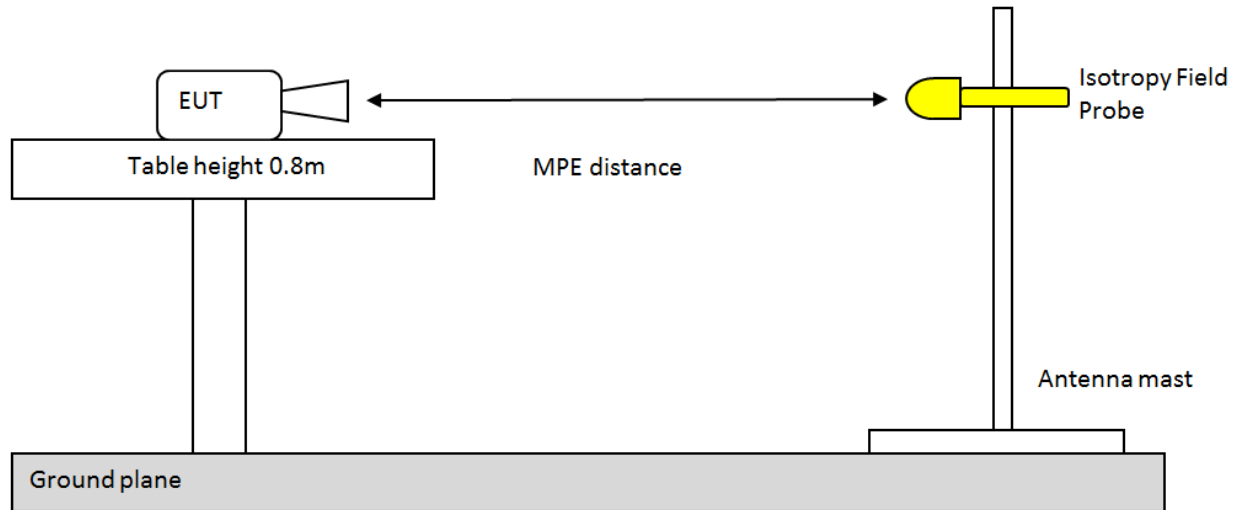 EUT
Isotropy Field
Probe
Table height 0.8m
MPE distance
Antenna mast
Ground plane